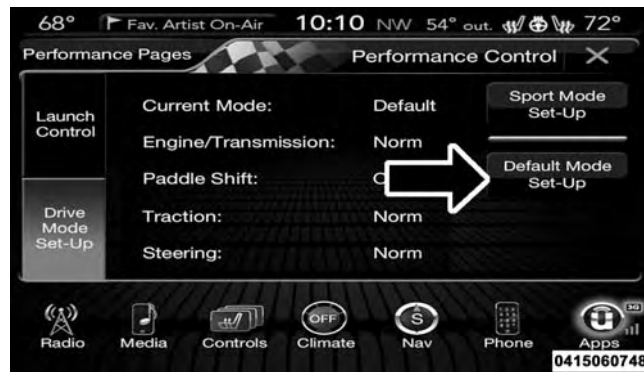 68° Fav. Artist On-Air 10:10 NW 54° out. 72°
Performance Pages Performance Control
Launch
Control
Current Mode: Default
Sport Mode
Set-Up
Engine/Transmission: Norm
Paddle Shift:
Default Mode
Set-Up
Drive
Mode
Set-Up
Traction: Norm
Steering: Norm
OFF
S
3G
Radio Media Controls Climate Nav Phone Apps
0415060748